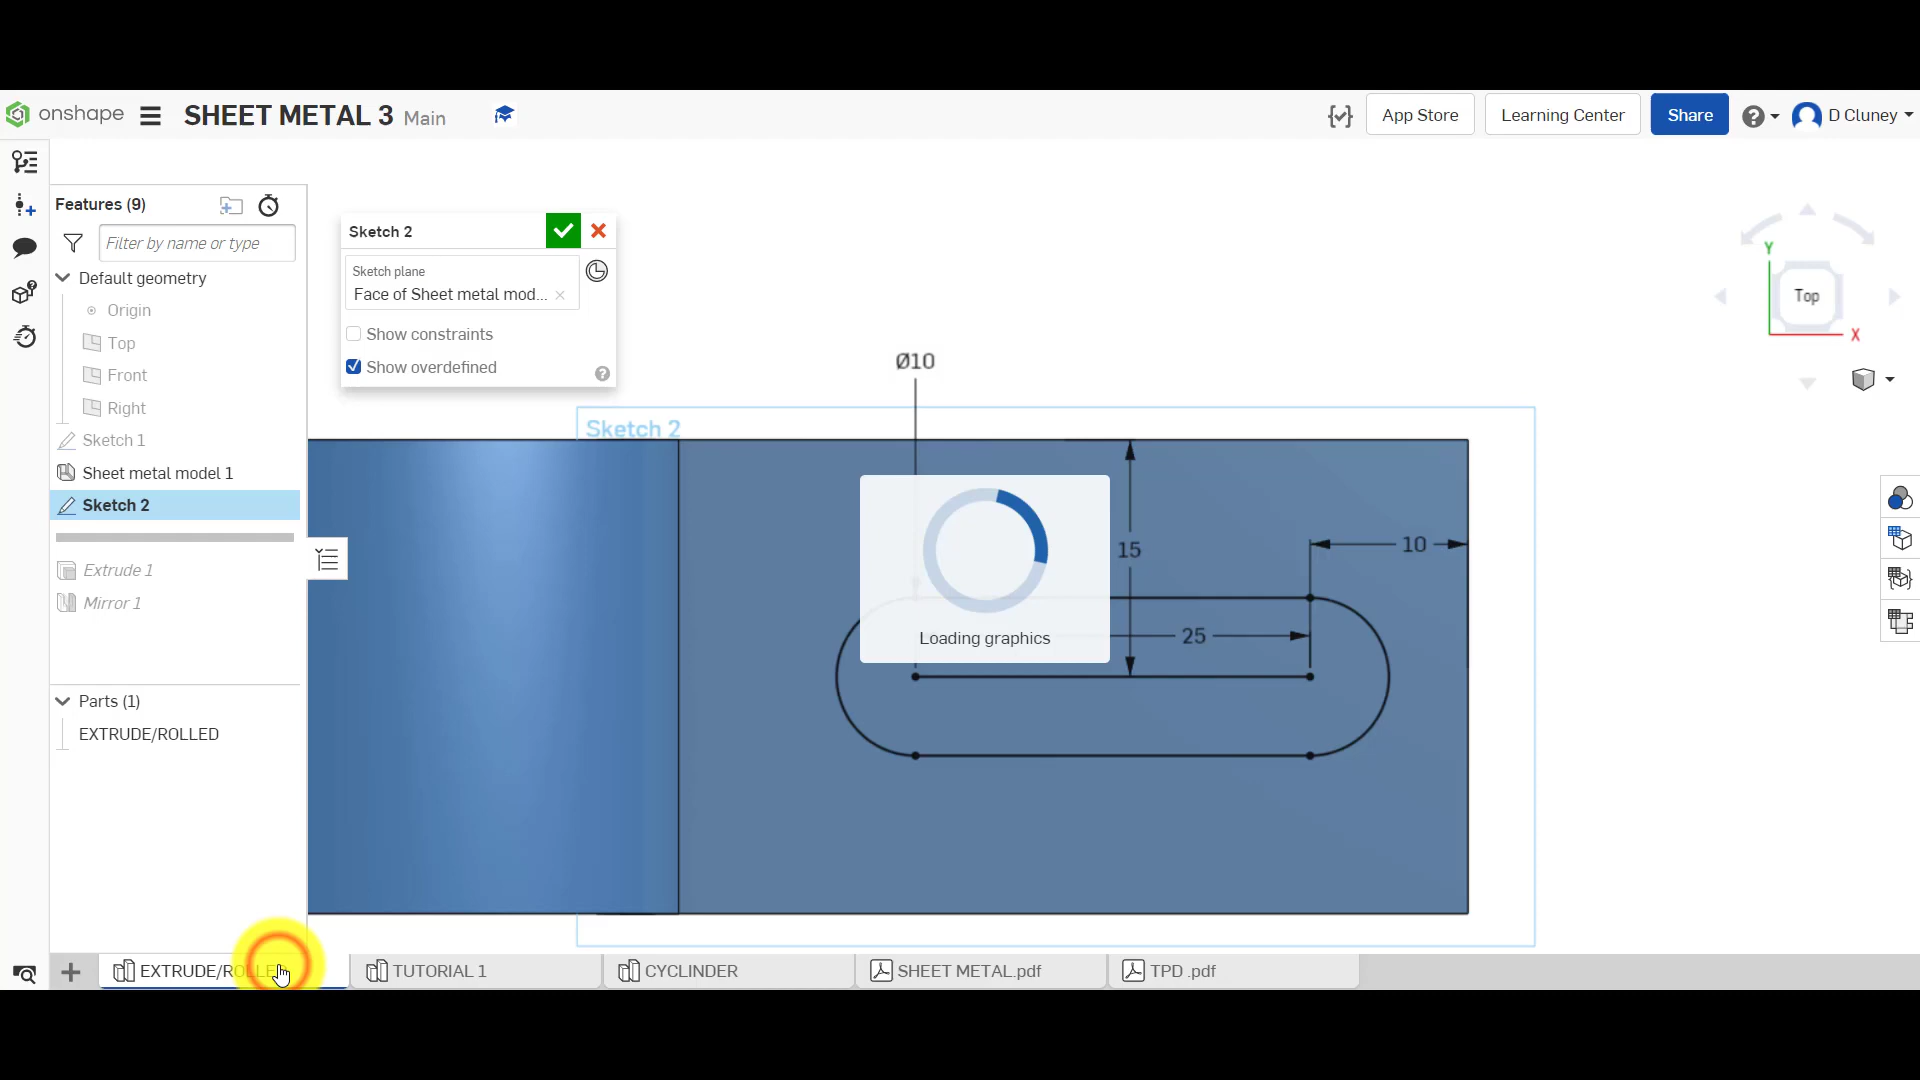 onshape
SHEET METAL 3 Main
App Store
Learning Center
Share
D Cluney
Features (9)
Filter by name or type
Default geometry
Origin
Top
Front
Right
Sketch 1
Sheet metal model 1
Sketch 2
Extrude 1
Mirror 1
Parts (1)
EXTRUDE/ROLLED
Sketch 2
Sketch plane
Face of Sheet metal mod...
Show constraints
Show overdefined
Ø10
Sketch 2
15
10
25
Loading graphics
Y
Top
X
EXTRUDE/ROLLED
TUTORIAL 1
CYCLINDER
SHEET METAL.pdf
TPD .pdf